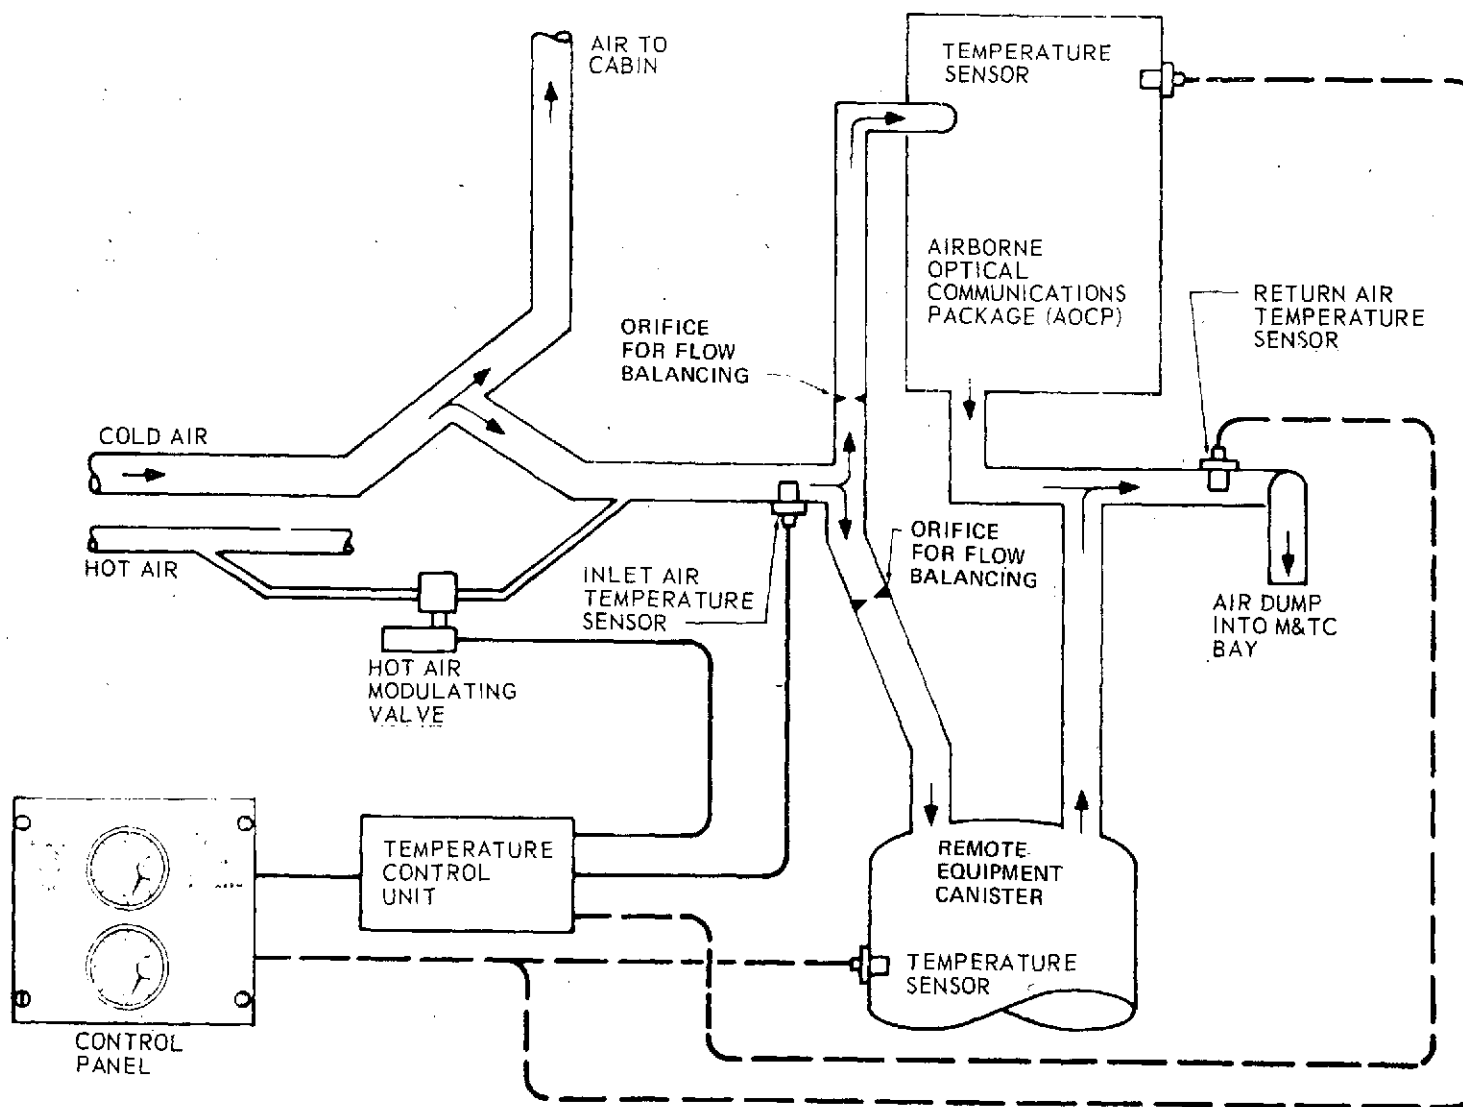 AIR TO
CABIN
TEMPERATURE
SENSOR
AIRBORNE
OPTICAL
COMMUNICATIONS
PACKAGE (AOCP)
RETURN AIR
TEMPERATURE
SENSOR
ORIFICE
FOR FLOW
BALANCING
COLD AIR
HOT AIR
INLET AIR
TEMPERATURE
SENSOR
ORIFICE
FOR FLOW
BALANCING
AIR DUMP
INTO M&TC
BAY
HOT AIR
MODULATING
VALVE
TEMPERATURE
CONTROL
UNIT
REMOTE
EQUIPMENT
CANISTER
TEMPERATURE
SENSOR
CONTROL
PANEL